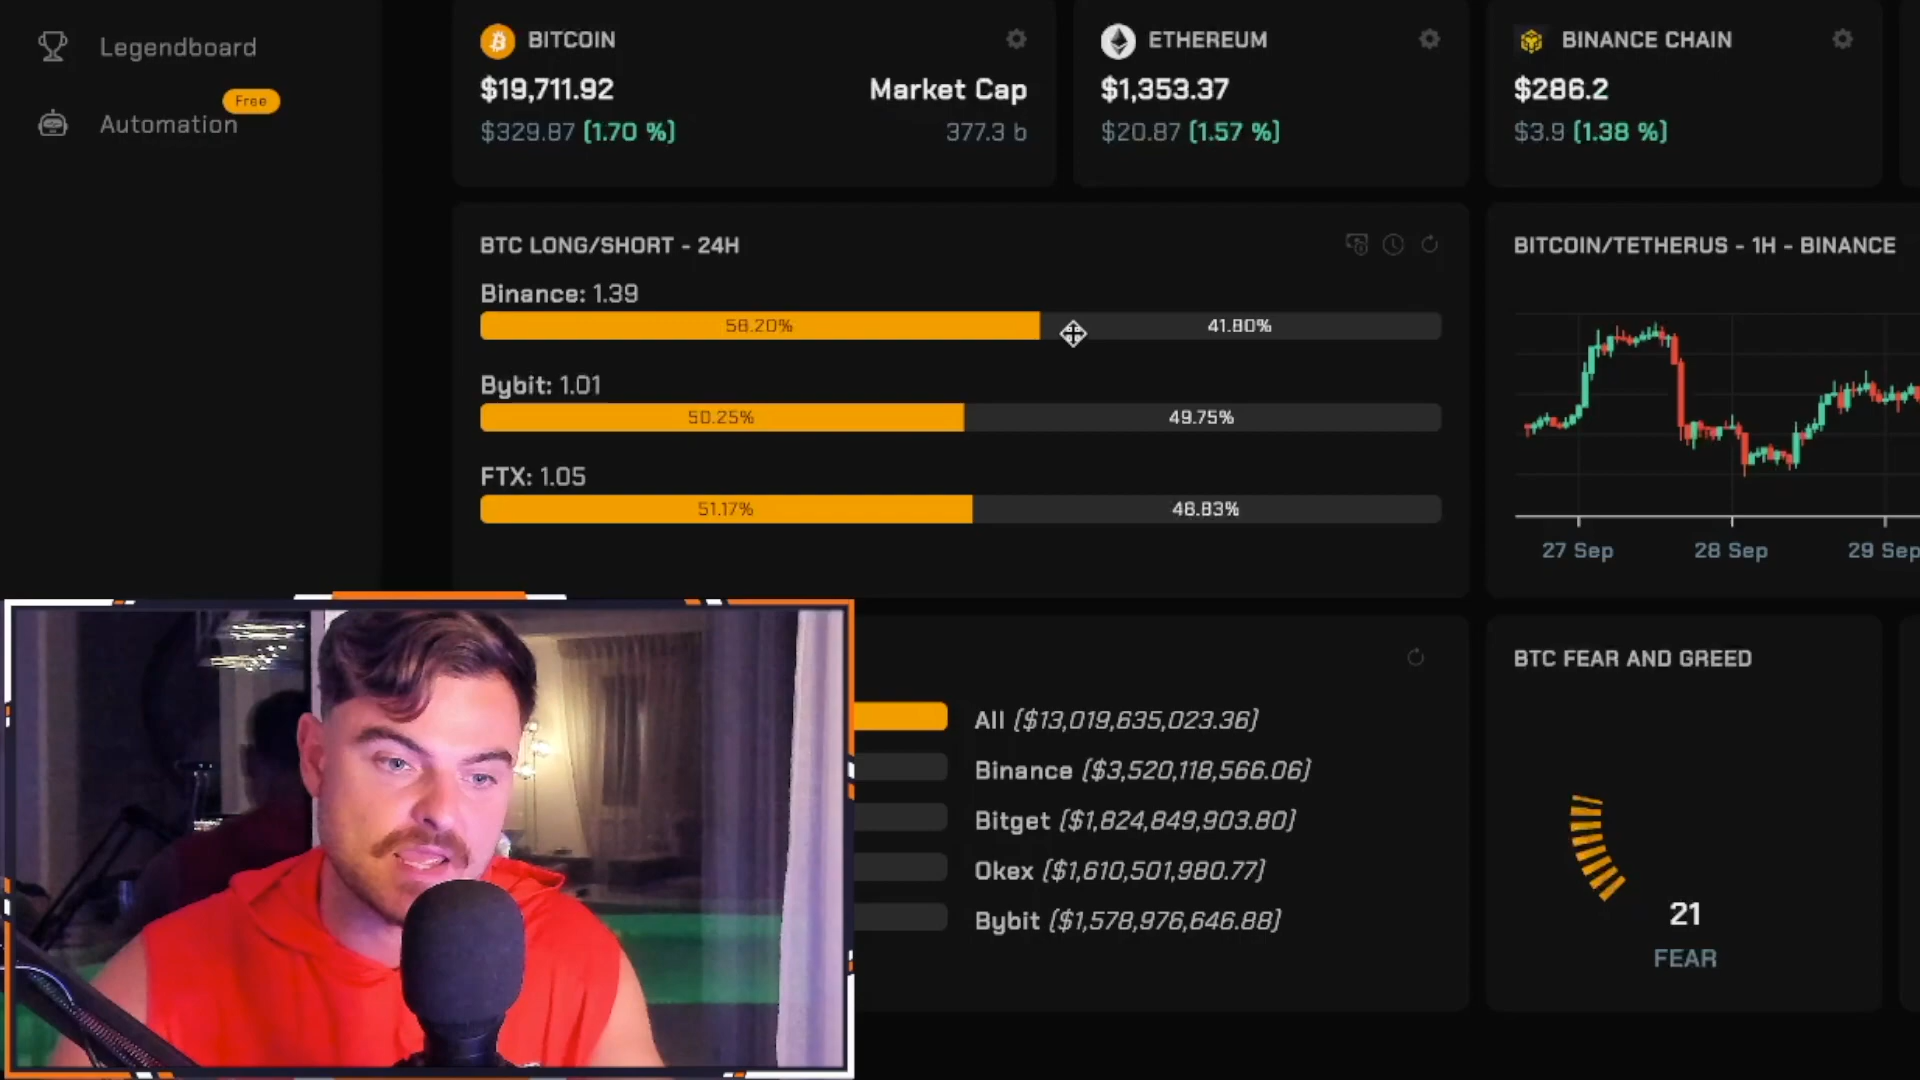 Legendboard
Free
Automation
BITCOIN
$19,711.92
Market Cap
$329.87 (1.70 %)
377.3 b
ETHEREUM
$1,353.37
$20.87 (1.57 %)
BINANCE CHAIN
$286.2
$3.9 (1.38 %)
BTC LONG/SHORT - 24H
Binance: 1.39
58.20%
41.80%
Bybit: 1.01
50.25%
49.75%
FTX: 1.05
51.17%
48.83%
BITCOIN/TETHERUS - 1H - BINANCE
27 Sep
28 Sep
29 Sep
All ($13,019,635,023.36)
Binance ($3,520,118,566.06)
Bitget ($1,824,849,903.80)
Okex ($1,610,501,980.77)
Bybit ($1,578,976,646.88)
BTC FEAR AND GREED
21
FEAR